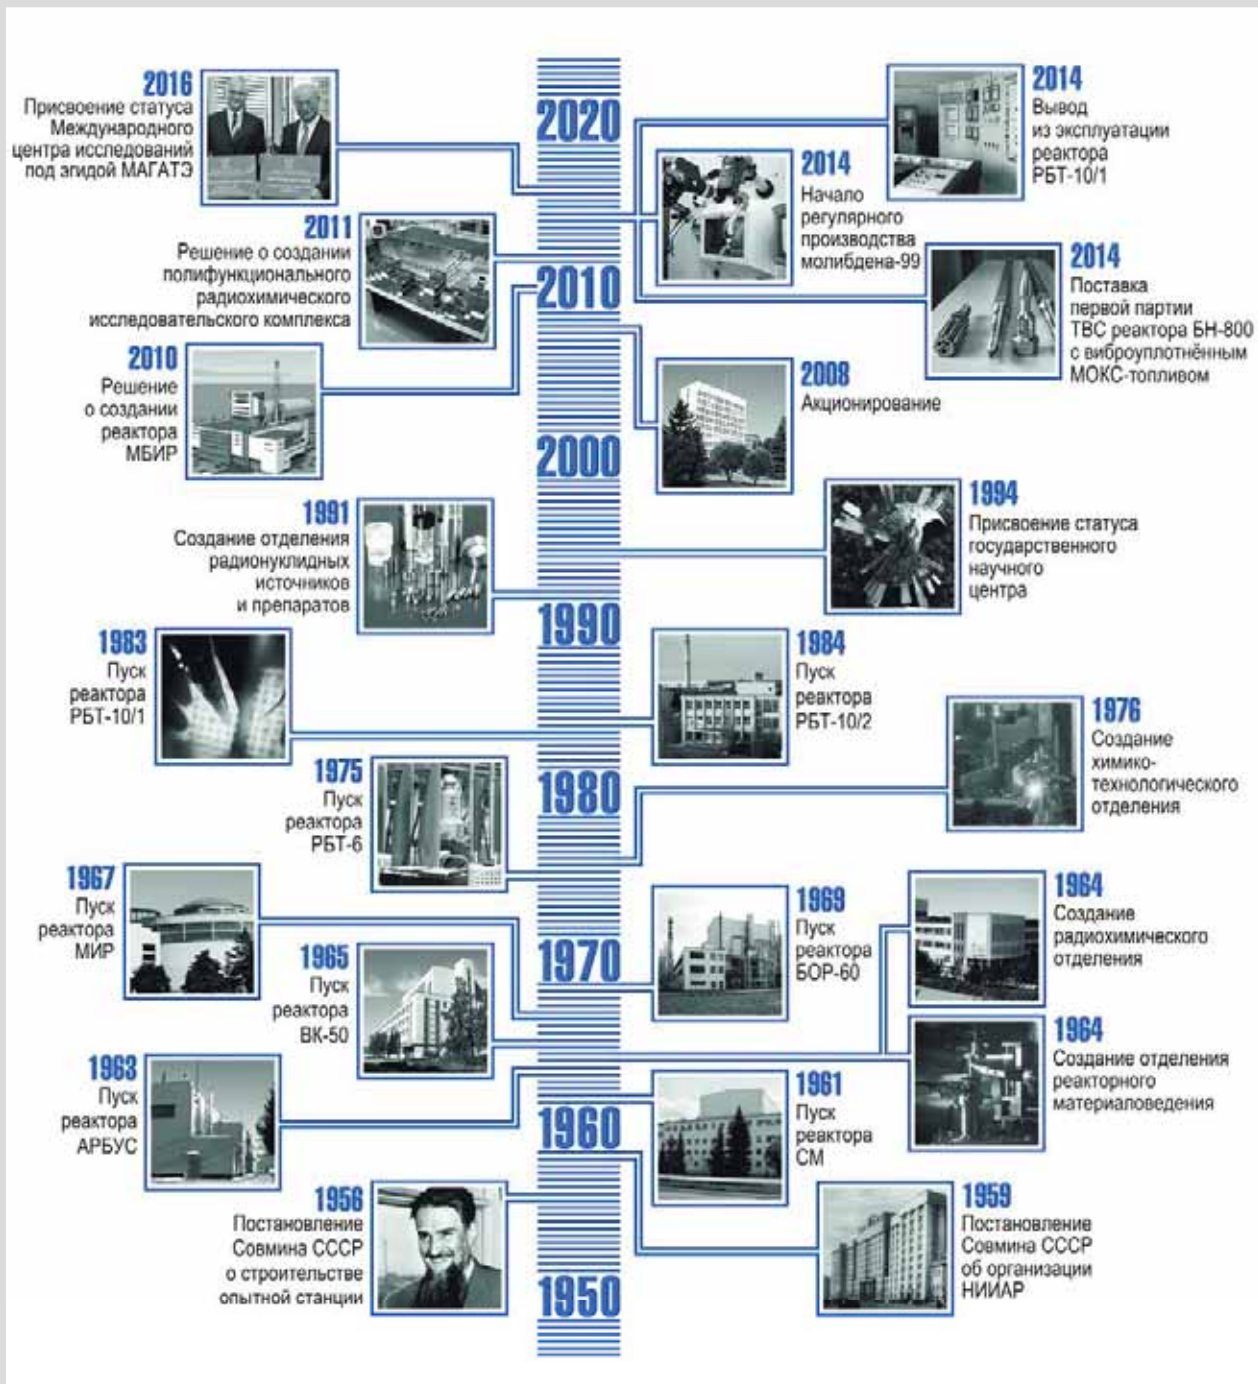 2016
Присвоение статуса
Международного
центра исследований
под эгидой МАГАТЭ
2020
2014
Вывод
из эксплуатации
реактора
РБТ-10/1
2014
Начало
регулярного
производства
молибдена-99
2011
Решение о создании
полифункционального
радиохимического
исследовательского комплекса
2010
2014
Поставка
первой партии
ТВС реактора БН-800
с виброуплотнённым
МОКС-топливом
2010
Решение
о создании
реактора
МБИР
2008
Акционирование
2000
1994
Присвоение статуса
государственного
научного
центра
1991
Создание отделения
радионуклидных
источников
и препаратов
1990
1983
Пуск
реактора
РБТ-10/1
1984
Пуск
реактора
РБТ-10/2
1976
Создание
химико-
технологического
отделения
1975
Пуск
реактора
РБТ-6
1980
1967
Пуск
реактора
МИР
1969
Пуск
реактора
БОР-60
1964
Создание
радиохимического
отделения
1965
Пуск
реактора
ВК-50
1970
1964
Создание отделения
реакторного
материаловедения
1963
Пуск
реактора
АРБУС
1961
Пуск
реактора
СМ
1960
1956
Постановление
Совмина СССР
о строительстве
опытной станции
1959
Постановление
Совмина СССР
об организации
НИИАР
1950